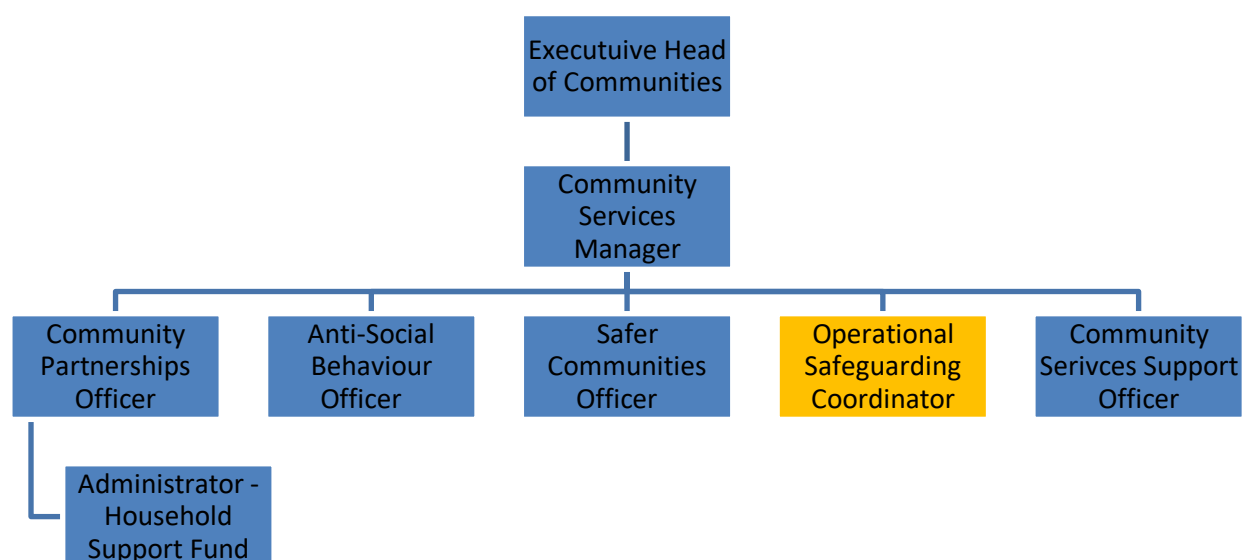 Executuive Head
of Communities
Community
Services
Manager
Community
Partnerships
Officer
Anti-Social
Behaviour
Officer
Safer
Communities
Officer
Operational
Safeguarding
Coordinator
Community
Serivces Support
Officer
Administrator -
Household
Support Fund